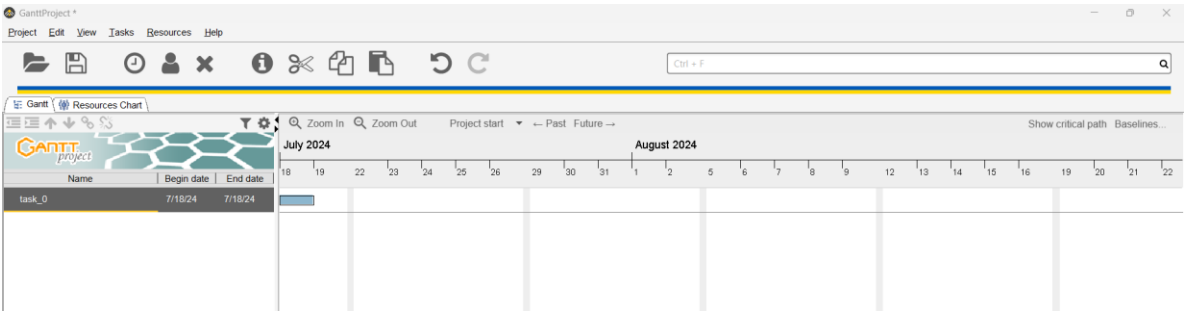 GanttProject *
Project Edit View Tasks Resources Help
Ctrl + F
Gantt Resources Chart
Zoom In Zoom Out Project start ← Past Future → Show critical path Baselines...
GANTT project
July 2024 August 2024
18 19 22 23 24 25 26 29 30 31 1 2 5 6 7 8 9 12 13 14 15 16 19 20 21 22
Name Begin date End date
task_0 7/18/24 7/18/24